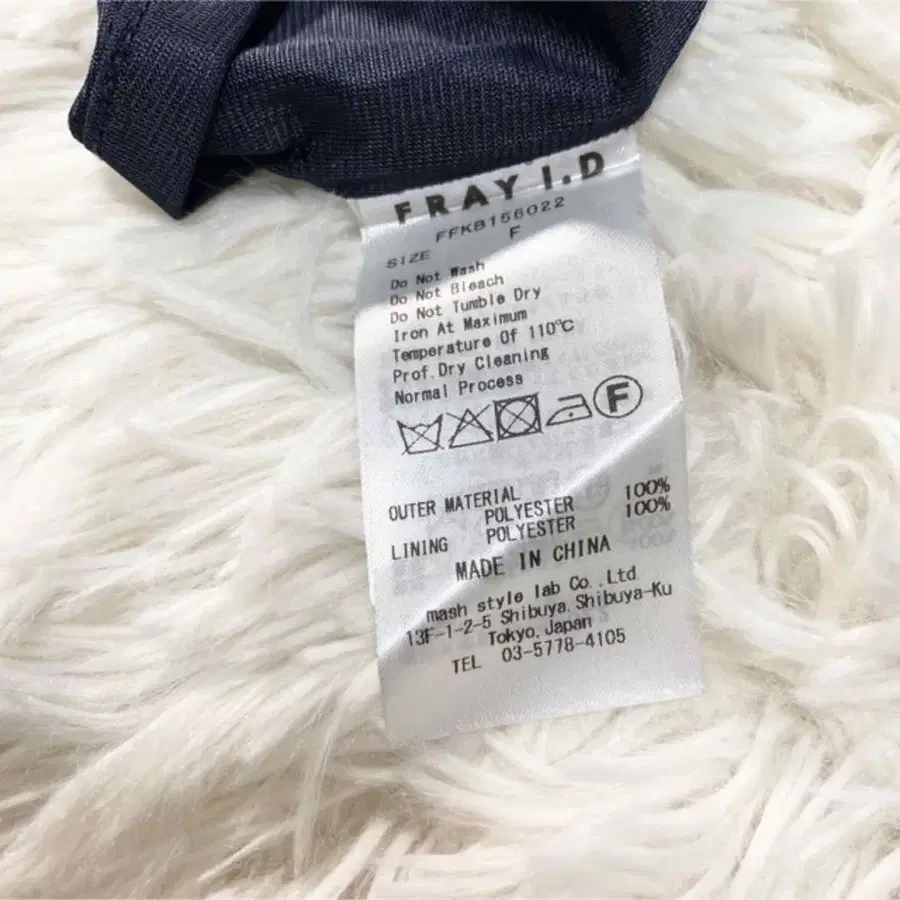 FRAY I.D
FFKB156022
SIZE F
Do Not Wash
Do Not Bleach
Do Not Tumble Dry
Iron At Maximum
Temperature Of 110℃
Prof.Dry Cleaning
Normal Process
F
OUTER MATERIAL
POLYESTER 100%
LINING POLYESTER 100%
MADE IN CHINA
mash style lab Co.,Ltd.
13F-1-2-5 Shibuya.Shibuya-Ku
Tokyo.Japan
TEL 03-5778-4105